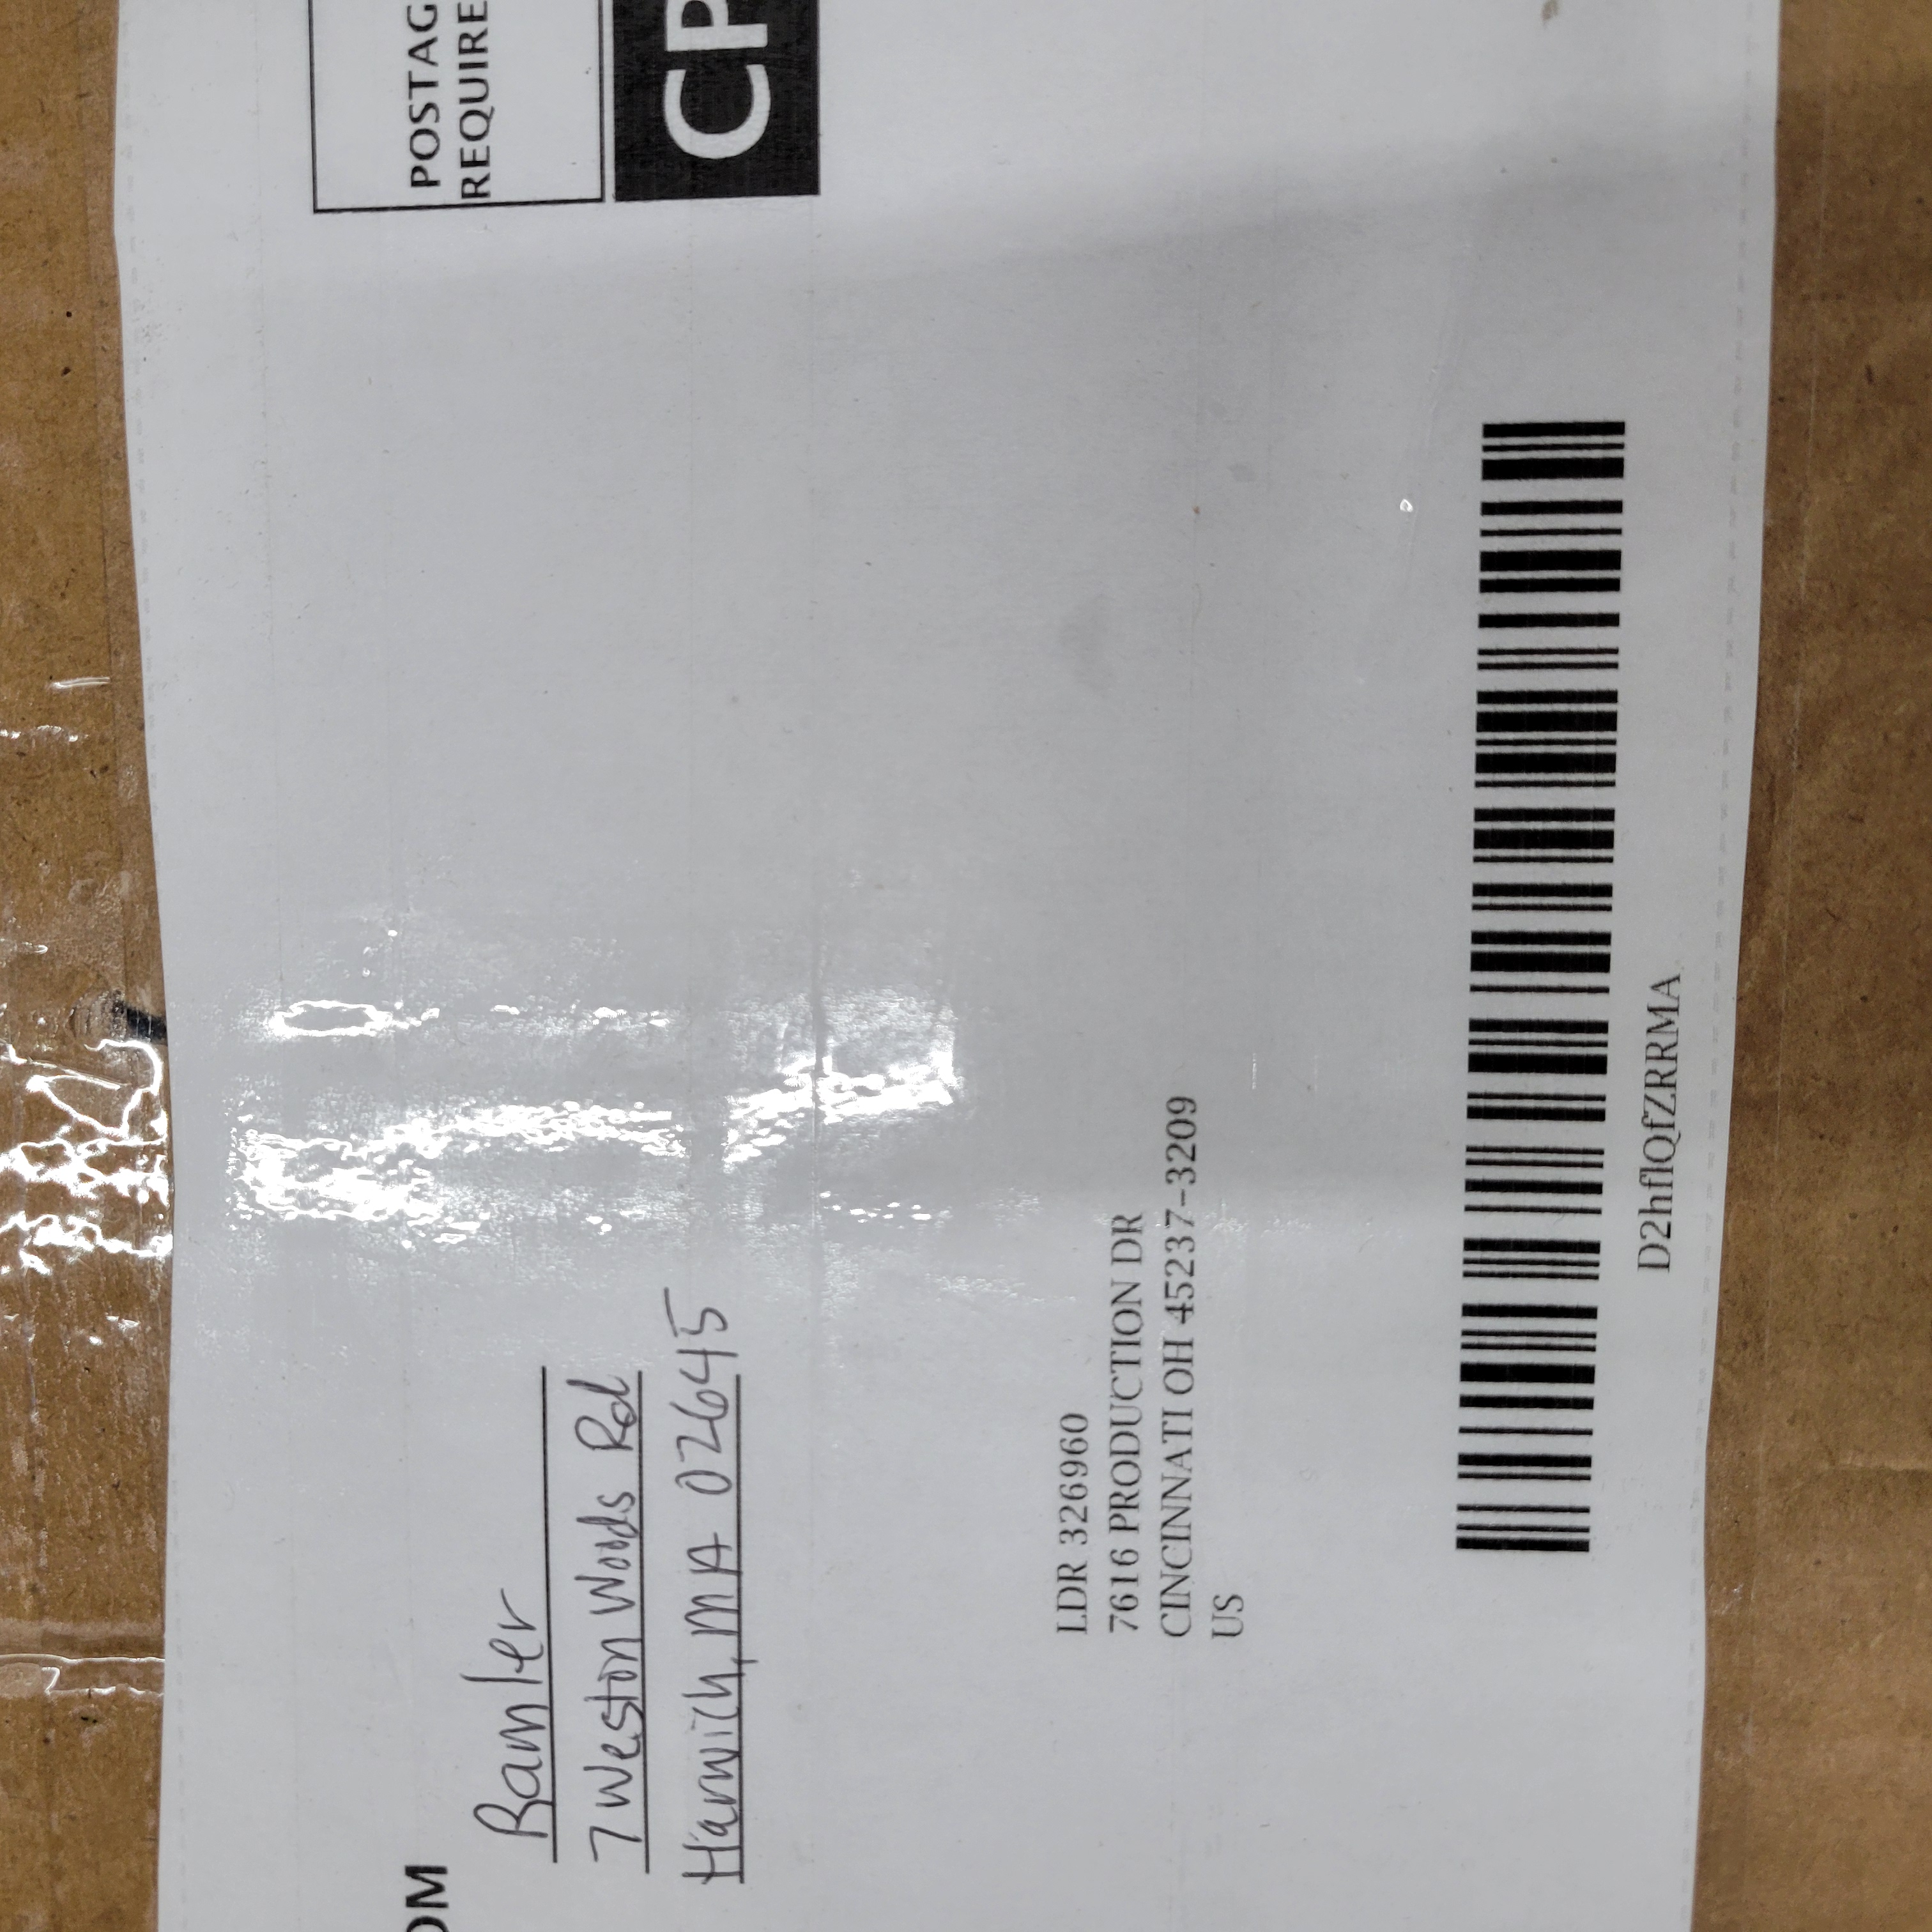 POSTAG
REQUIRE
CP
OM
Ramler
7 Weston Woods Rd
Harwich, MA 02645
LDR 326960
7616 PRODUCTION DR
CINCINNATI OH 45237-3209
US
D2hflQfZRRMA